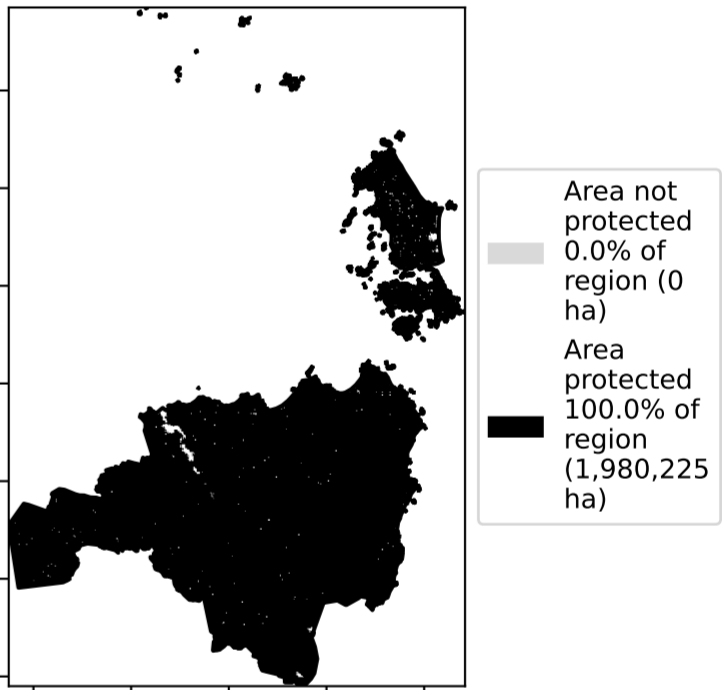 Area not
protected
0.0% of
region (0
ha)
Area
protected
100.0% of
region
(1,980,225
ha)